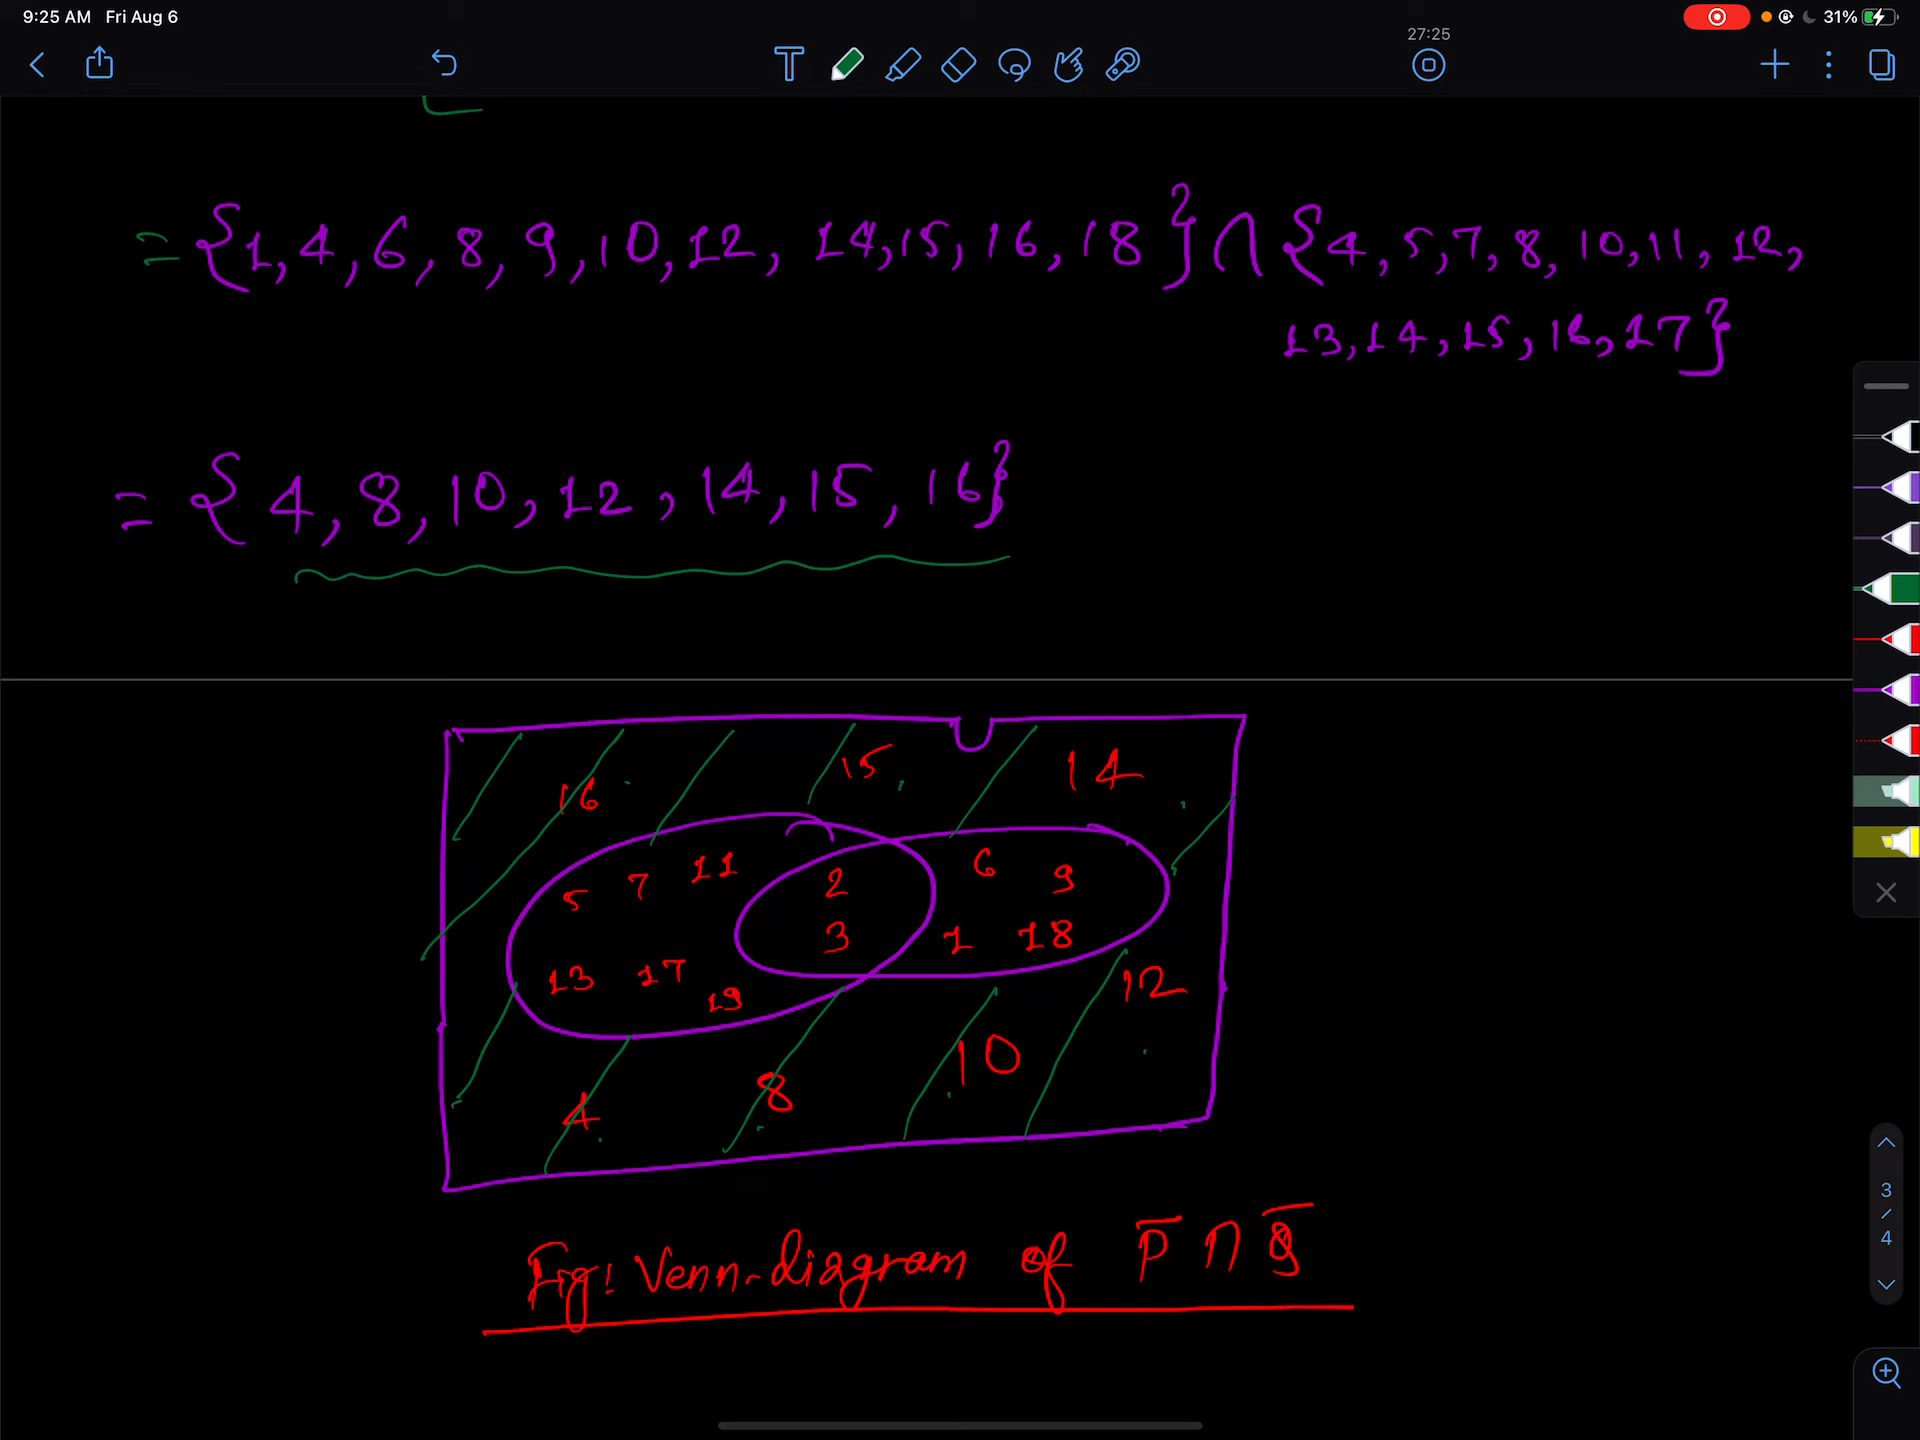 9:25 AM Fri Aug 6
31%
27:25
= {1, 4, 6, 8, 9, 10, 12, 14, 15, 16, 18} ∩ {4, 5, 7, 8, 10, 11, 12,
13, 14, 15, 16, 17}
= {4, 8, 10, 12, 14, 15, 16}
U
16 15 14
5 7 11 2 6 9
13 17 19 3 1 18
12
4 8 10
Fig: Venn-diagram of P̅ ∩ Q̅
3
/
4